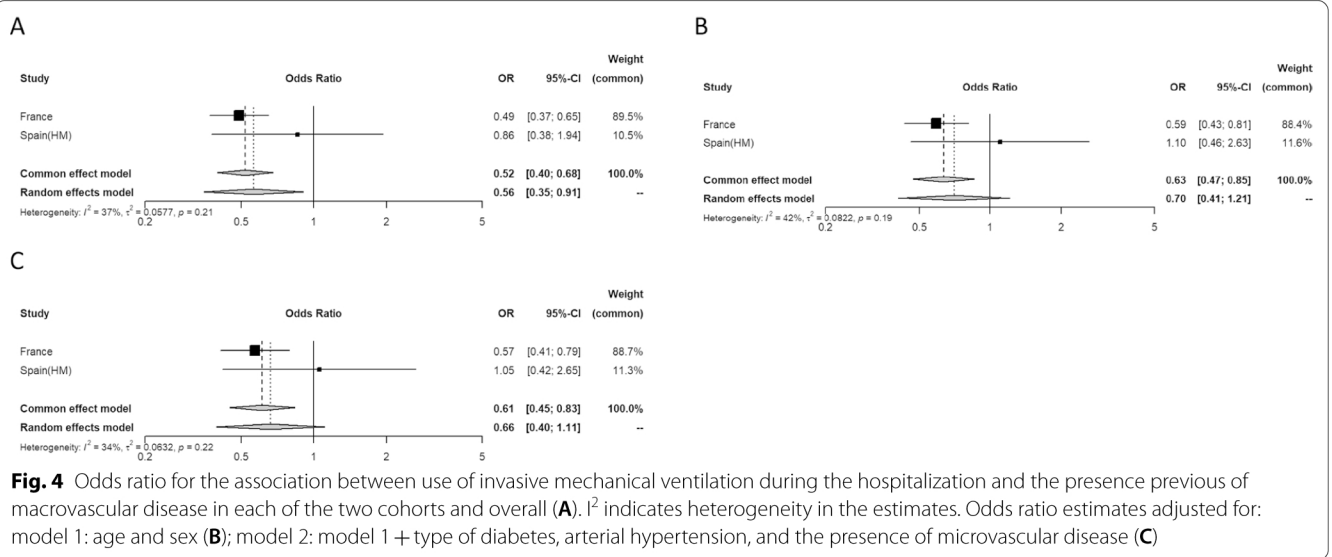 A
Weight
Study Odds Ratio OR 95%-CI (common)
France 0.49 [0.37; 0.65] 89.5%
Spain(HM) 0.86 [0.38; 1.94] 10.5%
Common effect model 0.52 [0.40; 0.68] 100.0%
Random effects model 0.56 [0.35; 0.91] --
Heterogeneity: I² = 37%, τ² = 0.0577, p = 0.21
0.2 0.5 1 2 5
B
Weight
Study Odds Ratio OR 95%-CI (common)
France 0.59 [0.43; 0.81] 88.4%
Spain(HM) 1.10 [0.46; 2.63] 11.6%
Common effect model 0.63 [0.47; 0.85] 100.0%
Random effects model 0.70 [0.41; 1.21] --
Heterogeneity: I² = 42%, τ² = 0.0822, p = 0.19
0.2 0.5 1 2 5
C
Weight
Study Odds Ratio OR 95%-CI (common)
France 0.57 [0.41; 0.79] 88.7%
Spain(HM) 1.05 [0.42; 2.65] 11.3%
Common effect model 0.61 [0.45; 0.83] 100.0%
Random effects model 0.66 [0.40; 1.11] --
Heterogeneity: I² = 34%, τ² = 0.0632, p = 0.22
0.2 0.5 1 2 5
Fig. 4 Odds ratio for the association between use of invasive mechanical ventilation during the hospitalization and the presence previous of
macrovascular disease in each of the two cohorts and overall (A). I² indicates heterogeneity in the estimates. Odds ratio estimates adjusted for:
model 1: age and sex (B); model 2: model 1 + type of diabetes, arterial hypertension, and the presence of microvascular disease (C)